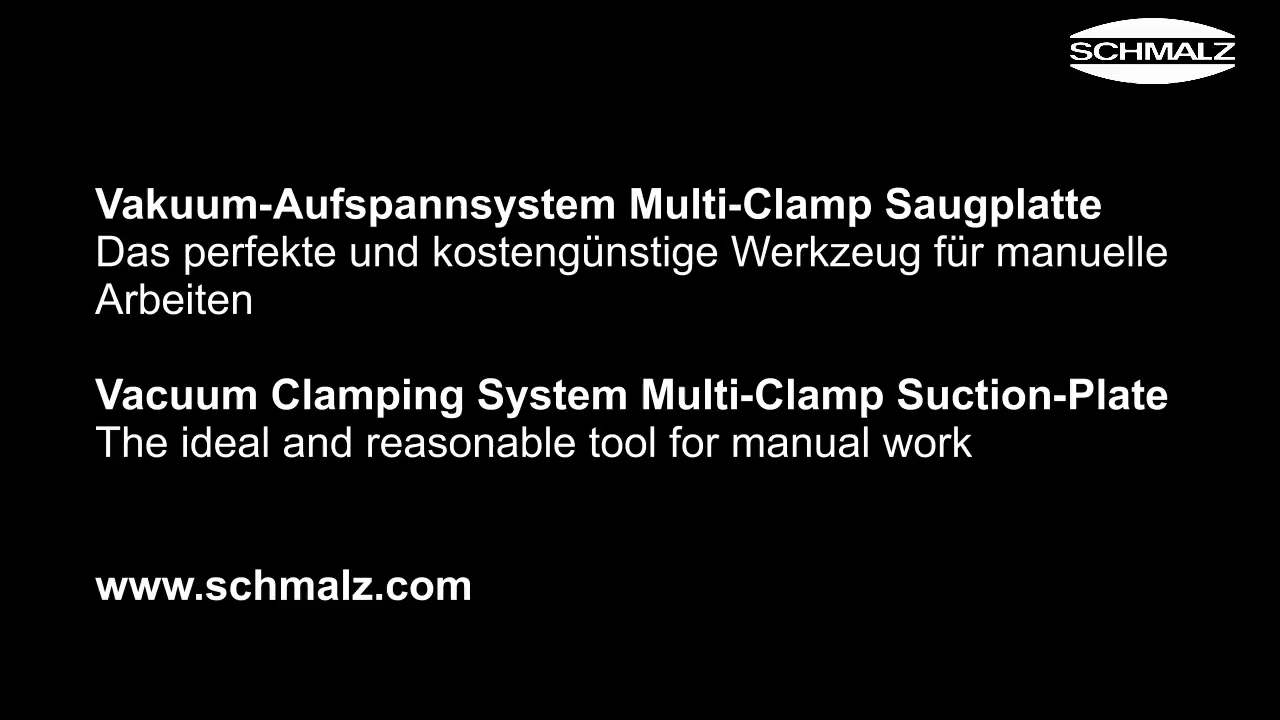 SCHMALZ
Vakuum-Aufspannsystem Multi-Clamp Saugplatte
Das perfekte und kostengünstige Werkzeug für manuelle
Arbeiten
Vacuum Clamping System Multi-Clamp Suction-Plate
The ideal and reasonable tool for manual work
www.schmalz.com